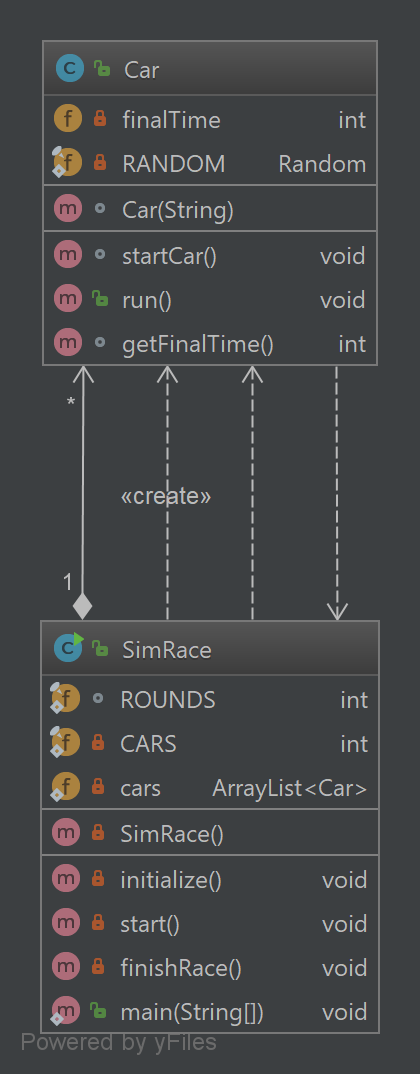 Car
finalTime int
RANDOM Random
Car(String)
startCar() void
run() void
getFinalTime() int
*
«create»
1
SimRace
ROUNDS int
CARS int
cars ArrayList<Car>
SimRace()
initialize() void
start() void
finishRace() void
main(String[]) void
Powered by yFiles